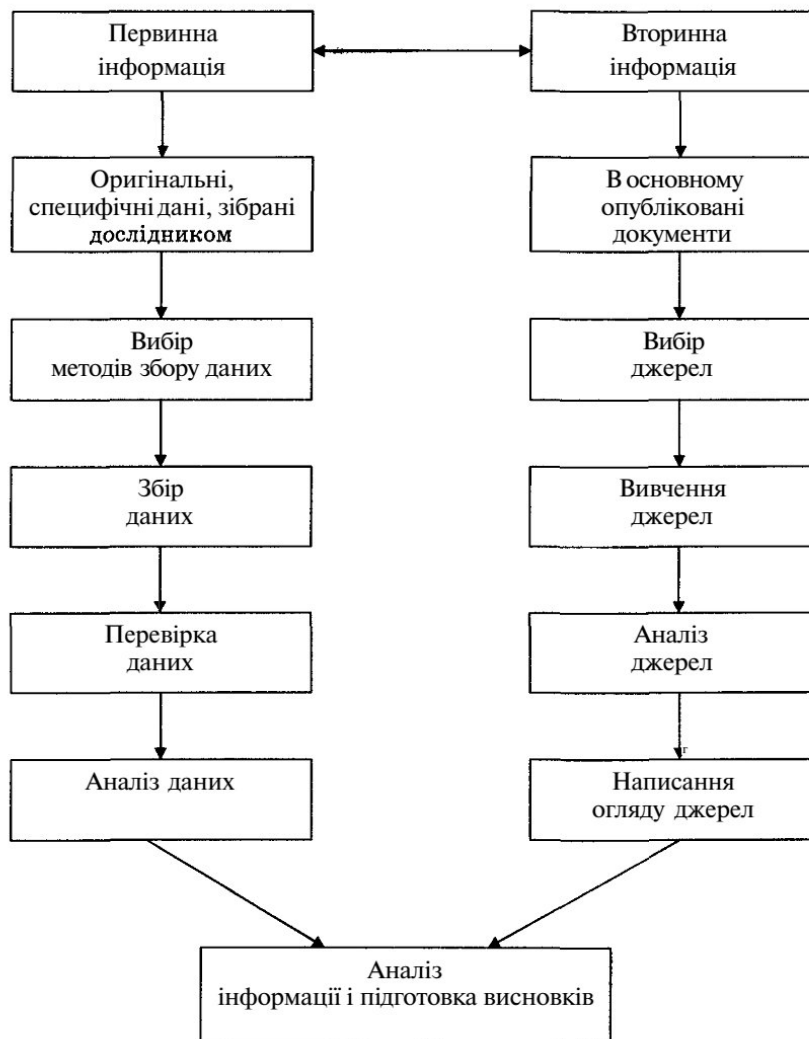 Первинна
інформація
Вторинна
інформація
Оригінальні,
специфічні дані, зібрані
дослідником
В основному
опубліковані
документи
Вибір
методів збору даних
Вибір
джерел
Збір
даних
Вивчення
джерел
Перевірка
даних
Аналіз
джерел
Аналіз даних
Написання
огляду джерел
Аналіз
інформації і підготовка висновків